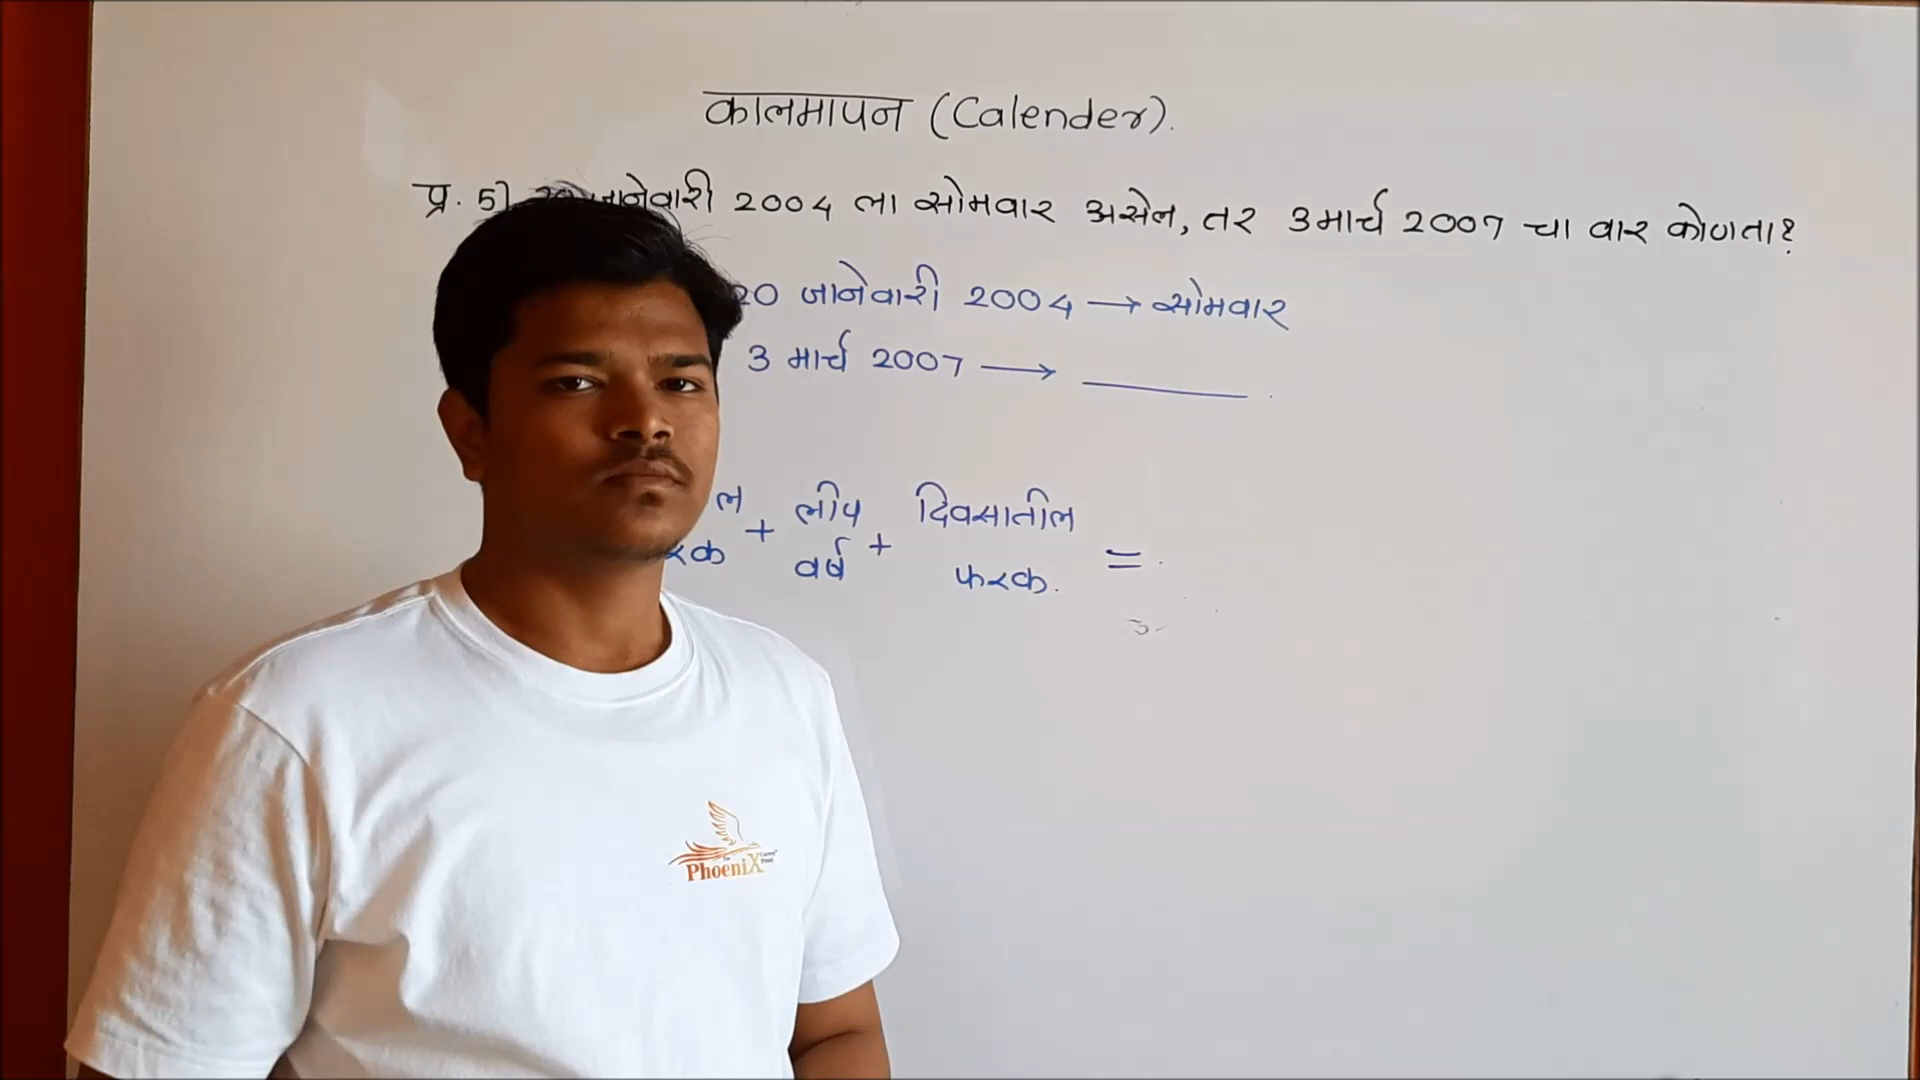 कालमापन (Calender).
प्र. 5] जानेवारी 2004 ला सोमवार असेल, तर 3 मार्च 2007 चा वार कोणता?
20 जानेवारी 2004 → सोमवार
3 मार्च 2007 →
+ लीप वर्ष + दिवसातील फरक. =
PhoeniX